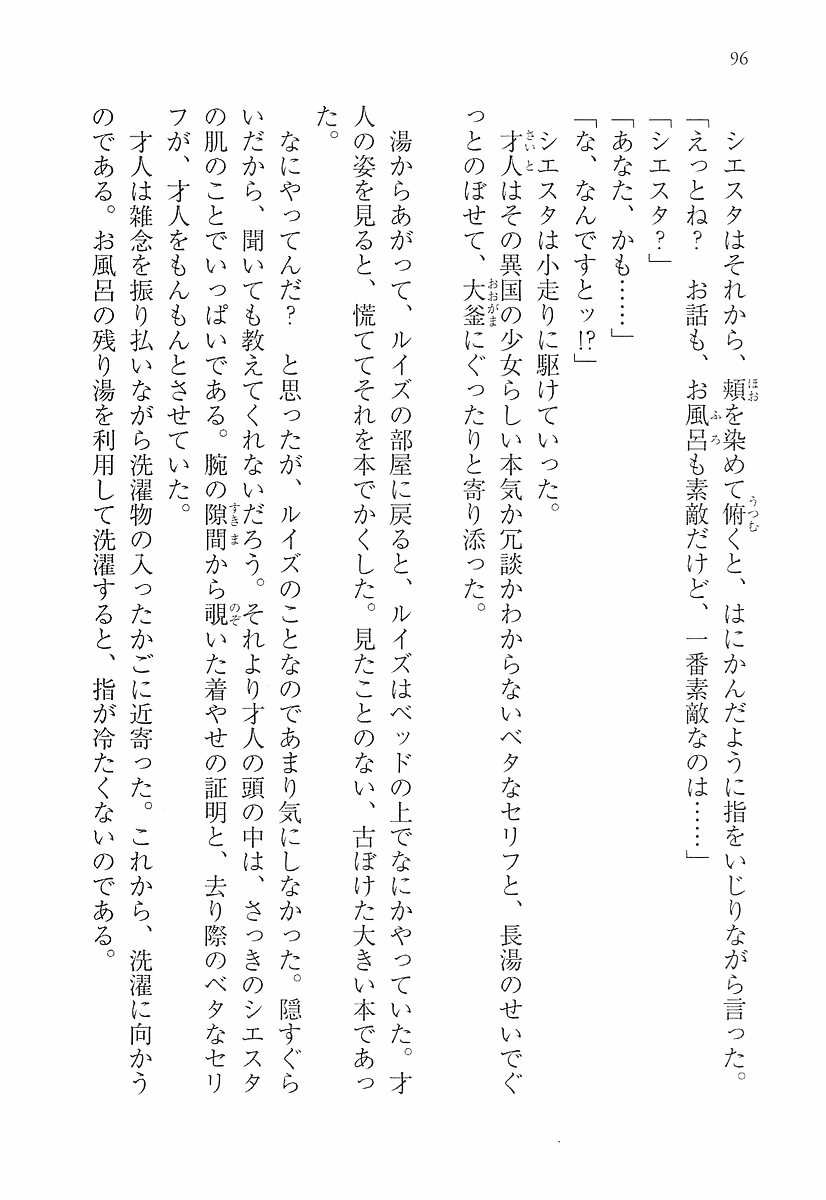 96
シエスタはそれから、頬を染めて俯くと、はにかんだように指をいじりながら言った。
「えっとね？　お話も、お風呂も素敵だけど、一番素敵なのは……」
「シエスタ？」
「あなた、かも……」
「な、なんですとッ!?」
シエスタは小走りに駆けていった。
才人はその異国の少女らしい本気か冗談かわからないベタなセリフと、長湯のせいでぐ
ったりのぼせて、大釜にぐったりと寄り添った。
湯からあがって、ルイズの部屋に戻ると、ルイズはベッドの上でなにかやっていた。才
人の姿を見ると、慌ててそれを本でかくした。見たことのない、古ぼけた大きい本であっ
た。
なにやってんだ？　と思ったが、ルイズのことなのであまり気にしなかった。隠すぐら
いだから、聞いても教えてくれないだろう。それより才人の頭の中は、さっきのシエスタ
の肌のことでいっぱいである。腕の隙間から覗いた着やせの証明と、去り際のベタなセリ
フが、才人をもんもんとさせていた。
才人は雑念を振り払いながら洗濯物の入ったかごに近寄った。これから、洗濯に向かう
のである。お風呂の残り湯を利用して洗濯すると、指が冷たくないのである。